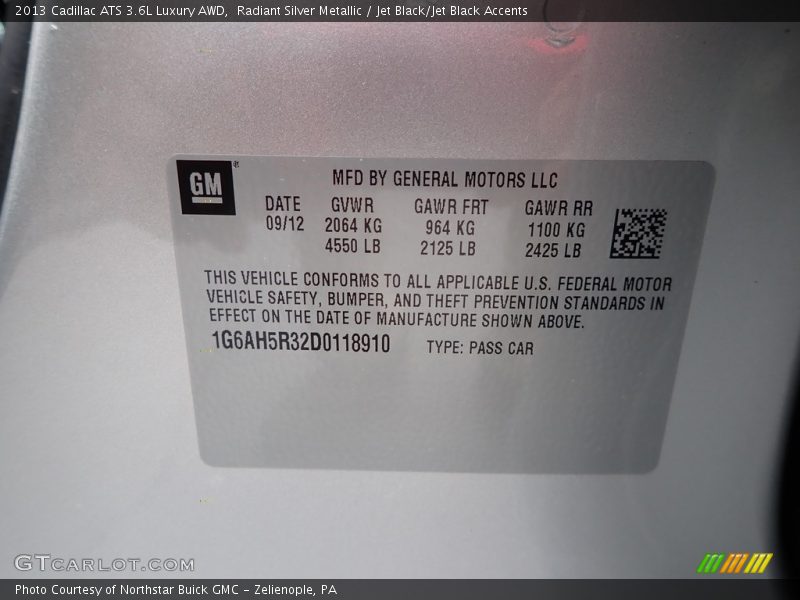 2013 Cadillac ATS 3.6L Luxury AWD, Radiant Silver Metallic / Jet Black/Jet Black Accents
GM
MFD BY GENERAL MOTORS LLC
DATE GVWR GAWR FRT GAWR RR
09/12 2064 KG 964 KG 1100 KG
4550 LB 2125 LB 2425 LB
THIS VEHICLE CONFORMS TO ALL APPLICABLE U.S. FEDERAL MOTOR
VEHICLE SAFETY, BUMPER, AND THEFT PREVENTION STANDARDS IN
EFFECT ON THE DATE OF MANUFACTURE SHOWN ABOVE.
1G6AH5R32D0118910 TYPE: PASS CAR
GTCARLOT.COM
Photo Courtesy of Northstar Buick GMC - Zelienople, PA